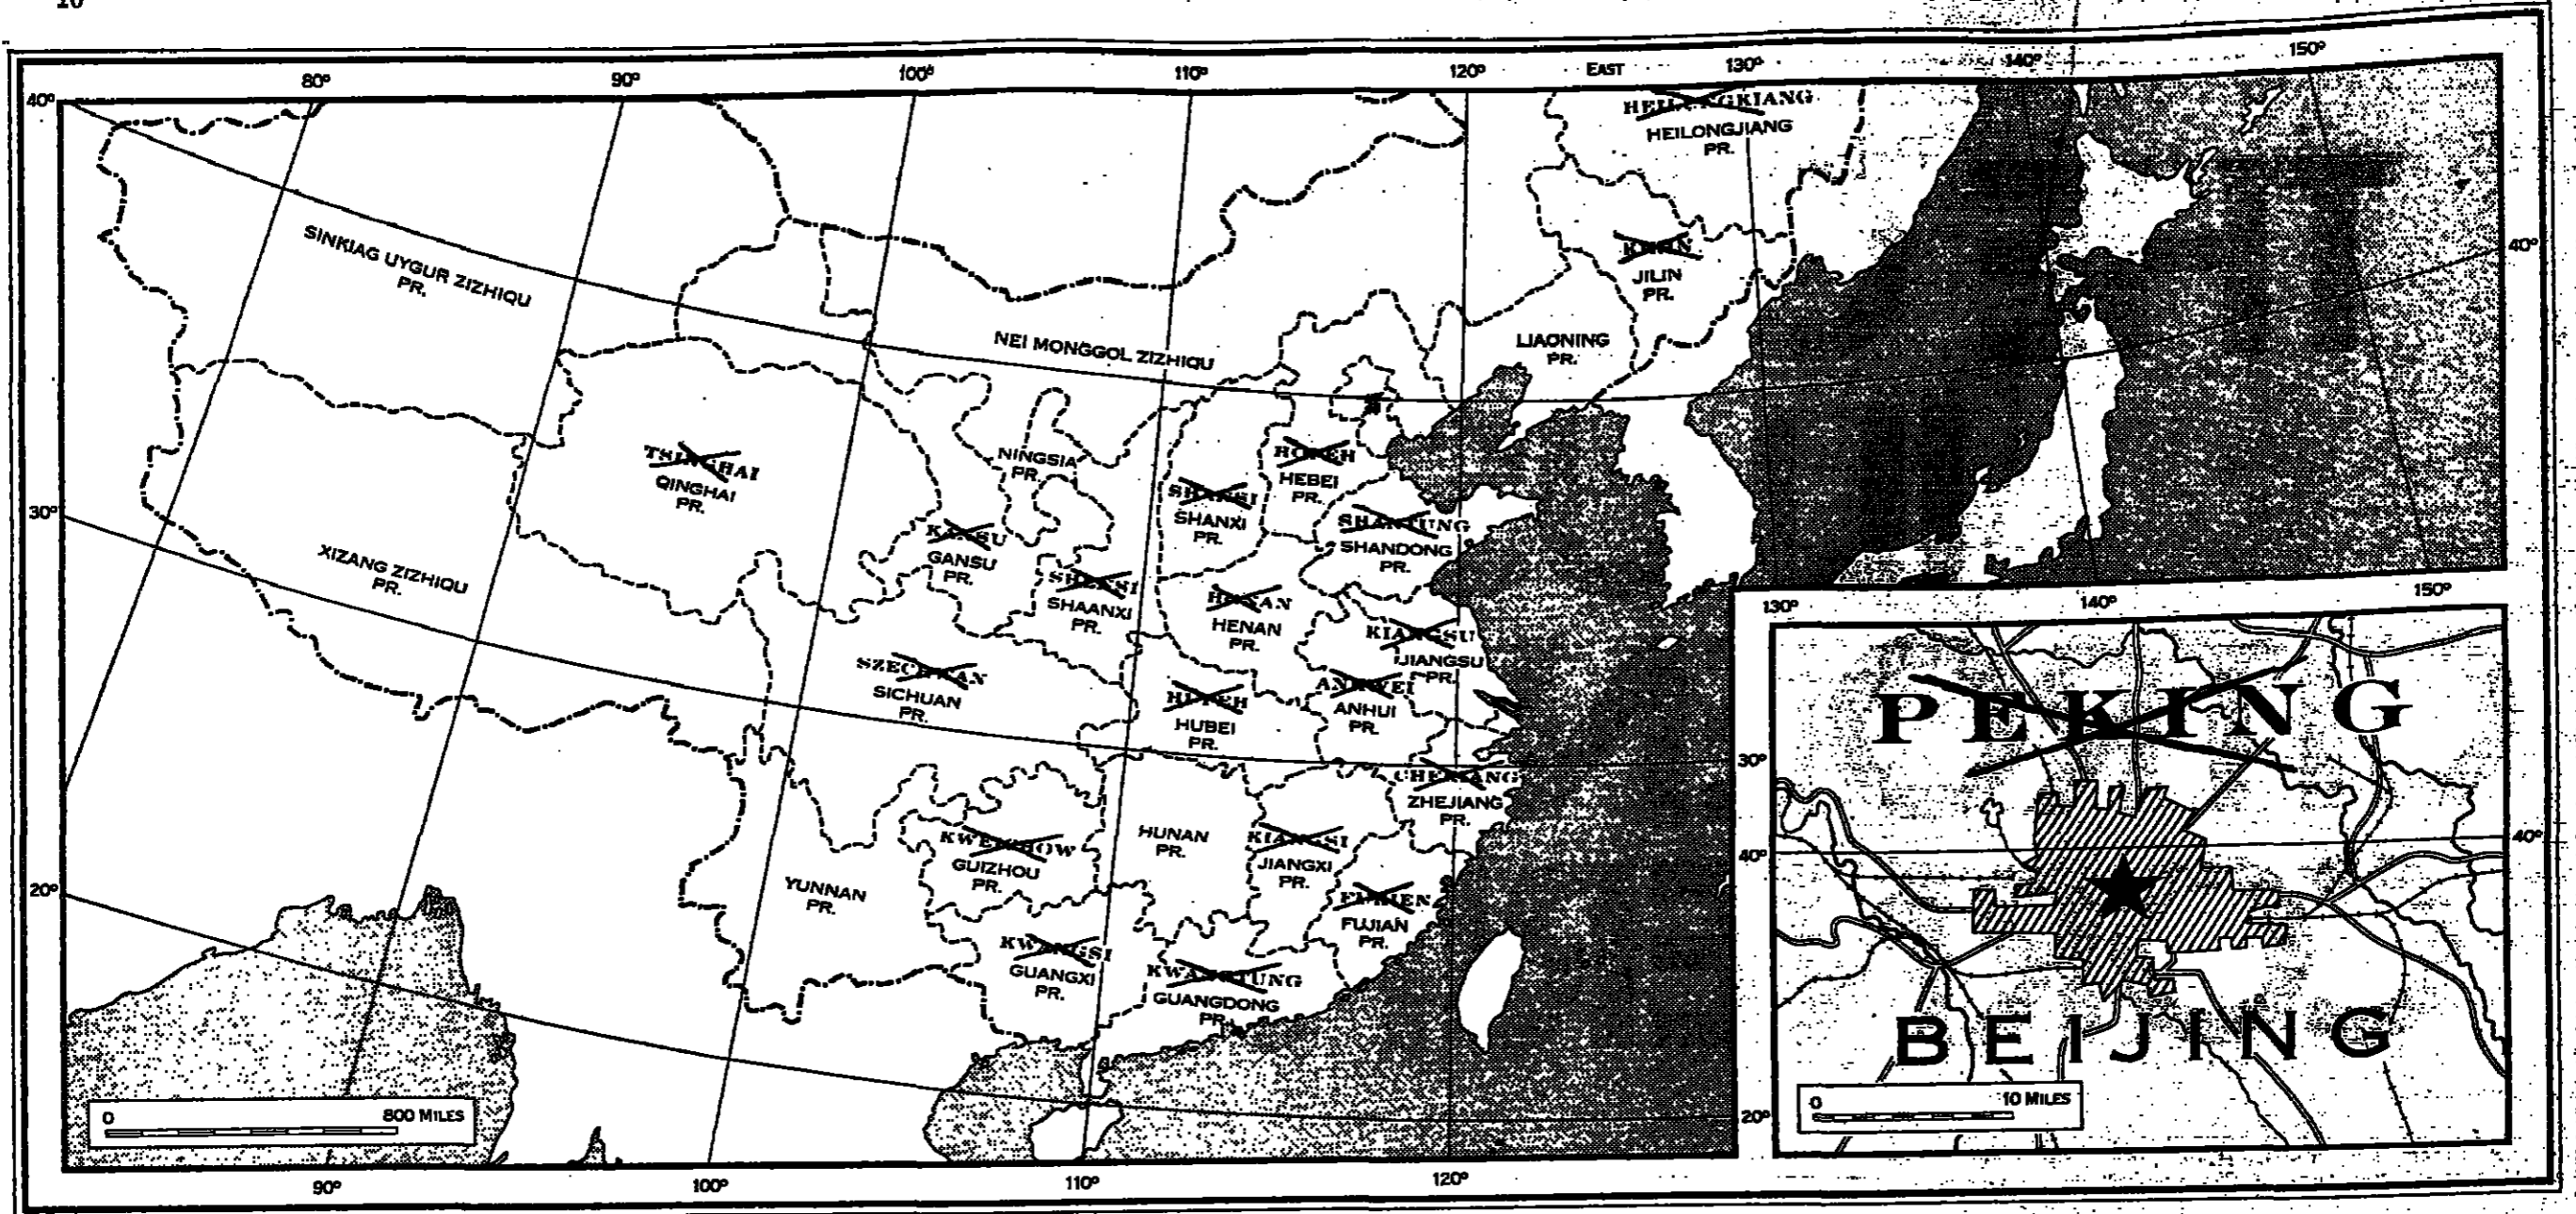 10
80° 90° 100° 110° 120° EAST 130° 140° 150°
40°
HEILUNGKIANG
HEILONGJIANG
PR.
KIRIN
JILIN
PR.
40°
SINKIAG UYGUR ZIZHIQU
PR.
NEI MONGGOL ZIZHIQU
LIAONING
PR.
TSINGHAI
QINGHAI
PR.
NINGSIA
PR.
HOPEH
HEBEI
PR.
SHANSI
SHANXI
PR.
SHANTUNG
SHANDONG
PR.
30°
KANSU
GANSU
PR.
XIZANG ZIZHIQU
PR.
SHENSI
SHAANXI
PR.
HONAN
HENAN
PR.
KIANGSU
JIANGSU
PR.
SZECHWAN
SICHUAN
PR.
HUPEH
HUBEI
PR.
ANHWEI
ANHUI
PR.
CHEKIANG
ZHEJIANG
PR.
30°
KWEICHOW
GUIZHOU
PR.
HUNAN
PR.
KIANGSI
JIANGXI
PR.
YUNNAN
PR.
20°
FUKIEN
FUJIAN
PR.
KWANGSI
GUANGXI
PR.
KWANGTUNG
GUANGDONG
PR.
0 800 MILES
20°
90° 100° 110° 120°
130° 140° 150°
PEKING
40° 40°
BEIJING
0 10 MILES